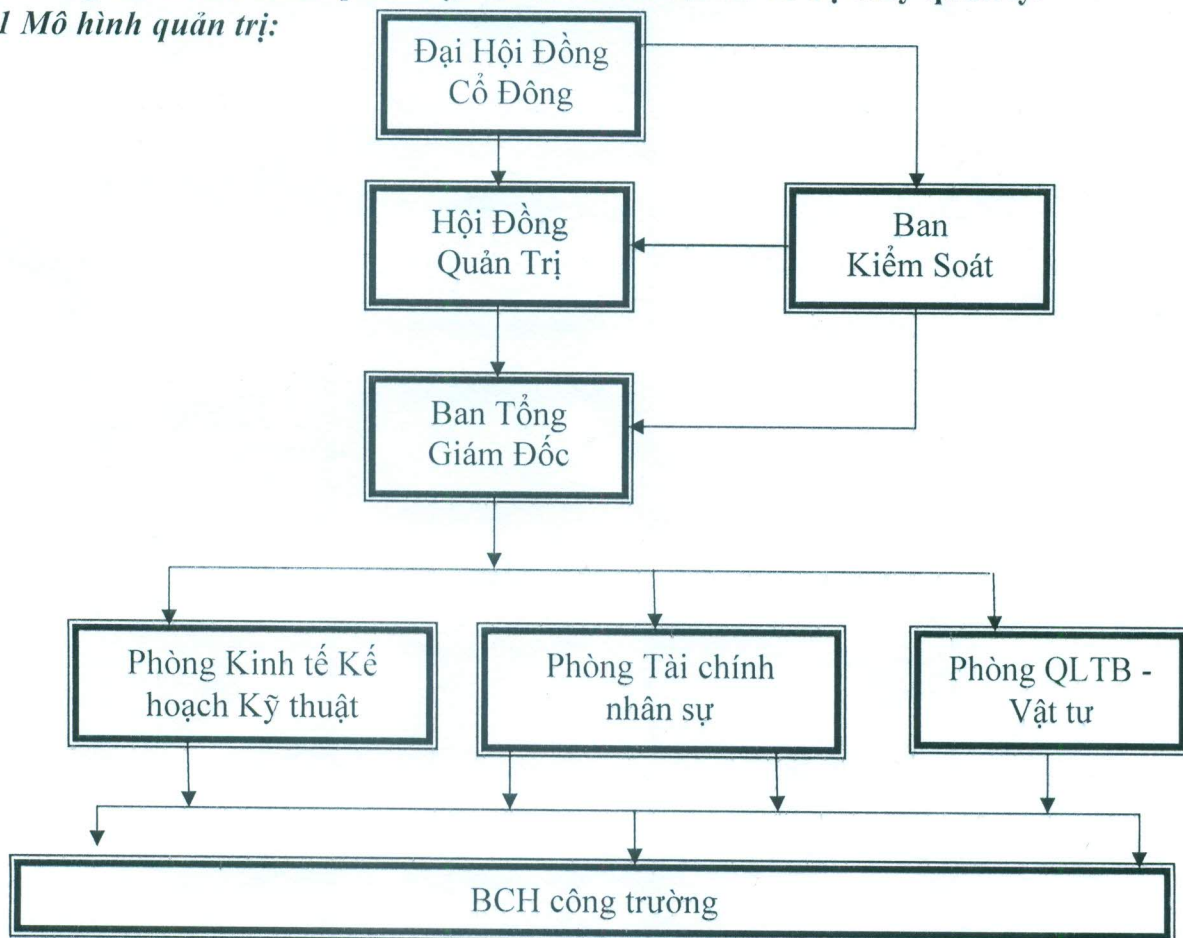 1 Mô hình quản trị:
Đại Hội Đồng
Cổ Đông
Hội Đồng
Quản Trị
Ban
Kiểm Soát
Ban Tổng
Giám Đốc
Phòng Kinh tế Kế
hoạch Kỹ thuật
Phòng Tài chính
nhân sự
Phòng QLTB -
Vật tư
BCH công trường